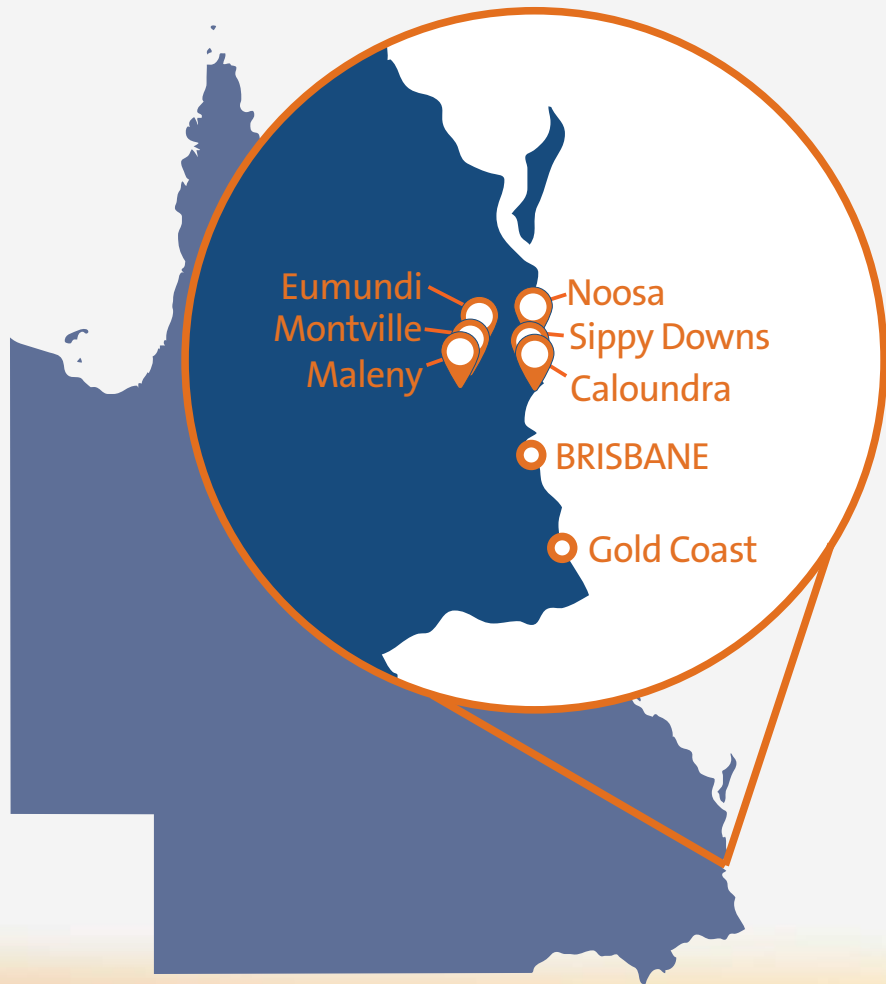 Eumundi
Montville
Maleny
Noosa
Sippy Downs
Caloundra
BRISBANE
Gold Coast